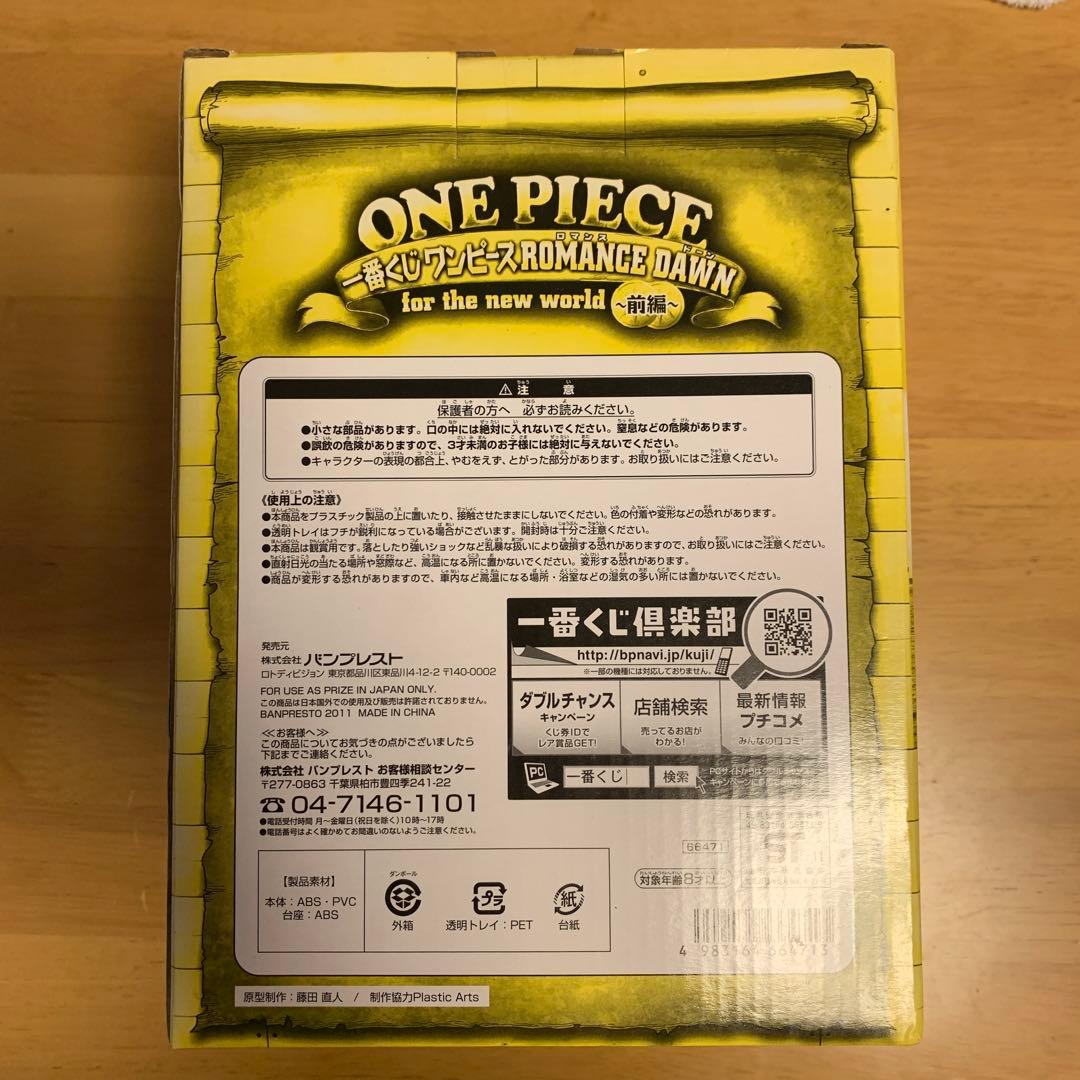 ONE PIECE
一番くじ ワンピース ROMANCE DAWN
for the new world ～前編～
⚠注意
保護者の方へ 必ずお読みください。
●小さな部品があります。口の中には絶対に入れないでください。窒息などの危険があります。
●誤飲の危険がありますので、3才未満のお子様には絶対に与えないでください。
●キャラクターの表現の都合上、やむをえず、とがった部分があります。お取り扱いにはご注意ください。
《使用上の注意》
●本商品をプラスチック製品の上に置いたり、接触させたままにしないでください。色の付着や変形などの恐れがあります。
●透明トレイはフチが鋭利になっている場合がございます。開封時は十分ご注意ください。
●本商品は観賞用です。落としたり強いショックなど乱暴な扱いにより破損する恐れがありますので、お取り扱いにはご注意ください。
●直射日光の当たる場所や窓際など、高温になる所に置かないでください。変形する恐れがあります。
●商品が変形する恐れがありますので、車内など高温になる場所・浴室などの湿気の多い所には置かないでください。
発売元
株式会社 バンプレスト
ロトディビジョン 東京都品川区東品川4-12-2 〒140-0002
FOR USE AS PRIZE IN JAPAN ONLY.
この商品は日本国外での使用及び販売は許諾されておりません。
BANPRESTO 2011 MADE IN CHINA
≪お客様へ≫
この商品についてお気づきの点がございましたら
下記までご連絡ください。
株式会社 バンプレスト お客様相談センター
〒277-0863 千葉県柏市豊四季241-22
☎04-7146-1101
●電話受付時間 月～金曜日(祝日を除く)10時～17時
●電話番号はよく確かめてお間違いのないようご注意ください。
一番くじ倶楽部
http://bpnavi.jp/kuji/
※一部の機種には対応しておりません。
ダブルチャンス
キャンペーン
くじ券IDで
レア賞品GET!
店舗検索
売ってるお店が
わかる!
最新情報
プチコメ
みんなの口コミ!
PC 一番くじ 検索
PCサイトからはダブルチャンス
キャンペーンに
66471
対象年齢8才以上
4 983164 664713
【製品素材】
本体：ABS・PVC
台座：ABS
ダンボール
外箱
プラ
透明トレイ：PET
紙
台紙
原型制作：藤田 直人 / 制作協力Plastic Arts